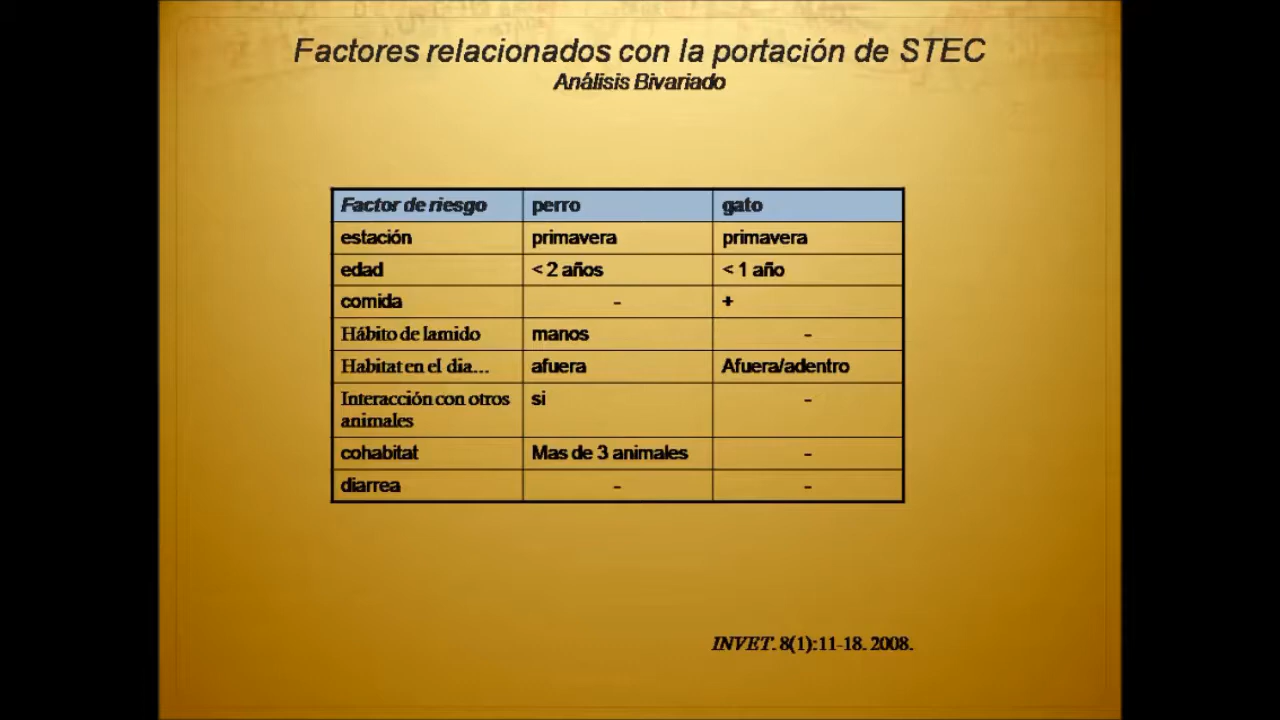 Factores relacionados con la portación de STEC
Análisis Bivariado
Factor de riesgo perro gato
estación primavera primavera
edad < 2 años < 1 año
comida - +
Hábito de lamido manos -
Habitat en el dia... afuera Afuera/adentro
Interacción con otros si -
animales
cohabitat Mas de 3 animales -
diarrea - -
INVET. 8(1):11-18. 2008.